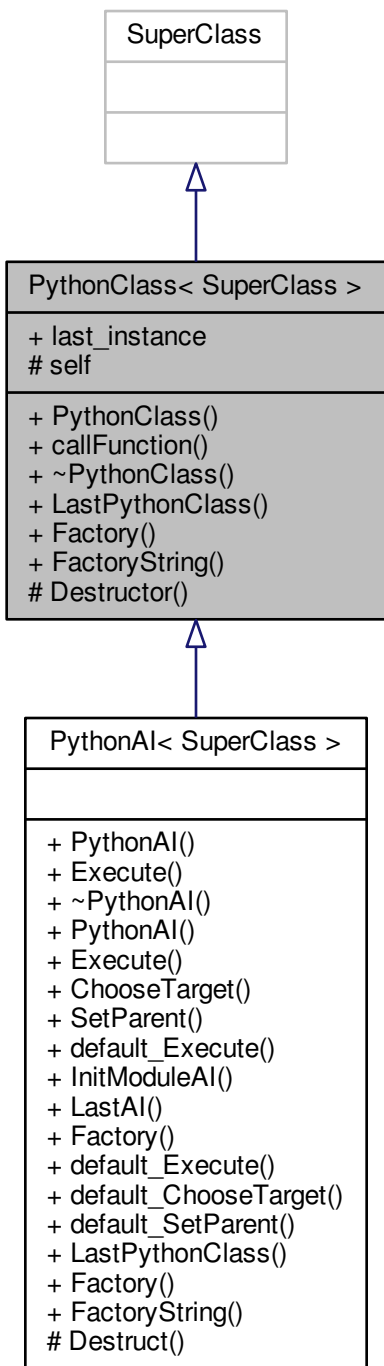 SuperClass
PythonClass< SuperClass >
+ last_instance
# self
+ PythonClass()
+ callFunction()
+ ~PythonClass()
+ LastPythonClass()
+ Factory()
+ FactoryString()
# Destructor()
PythonAI< SuperClass >
+ PythonAI()
+ Execute()
+ ~PythonAI()
+ PythonAI()
+ Execute()
+ ChooseTarget()
+ SetParent()
+ default_Execute()
+ InitModuleAI()
+ LastAI()
+ Factory()
+ default_Execute()
+ default_ChooseTarget()
+ default_SetParent()
+ LastPythonClass()
+ Factory()
+ FactoryString()
# Destruct()